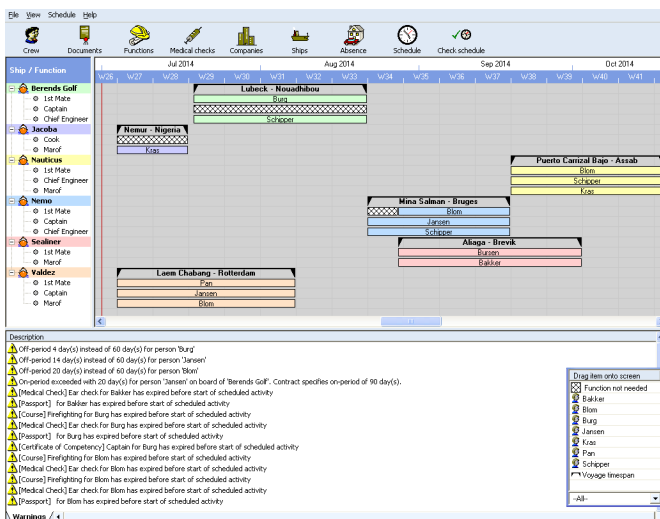 File View Schedule Help
Crew Documents Functions Medical checks Companies Ships Absence Schedule Check schedule
Ship / Function
Jul 2014 Aug 2014 Sep 2014 Oct 2014
W26 W27 W28 W29 W30 W31 W32 W33 W34 W35 W36 W37 W38 W39 W40 W41
Berends Golf Lubeck - Nouadhibou
1st Mate Burg
Captain
Chief Engineer Schipper
Jacoba Nemur - Nigeria
Cook
Marof Kras
Nauticus Puerto Carrizal Bajo - Assab
1st Mate Blom
Chief Engineer Schipper
Marof Kras
Nemo Mina Salman - Bruges
1st Mate Blom
Captain Jansen
Chief Engineer Schipper
Sealiner Aliaga - Brevik
1st Mate Bursen
Marof Bakker
Valdez Laem Chabang - Rotterdam
1st Mate Pan
Captain Jansen
Marof Blom
Description
Off-period 4 day(s) instead of 60 day(s) for person 'Burg'
Off-period 14 day(s) instead of 60 day(s) for person 'Jansen'
Off-period 20 day(s) instead of 60 day(s) for person 'Blom'
On-period exceeded with 20 day(s) for person 'Jansen' on board of 'Berends Golf'. Contract specifies on-period of 90 day(s).
[Medical Check] Ear check for Bakker has expired before start of scheduled activity
[Passport] for Bakker has expired before start of scheduled activity
[Course] Firefighting for Burg has expired before start of scheduled activity
[Medical Check] Ear check for Burg has expired before start of scheduled activity
[Passport] for Burg has expired before start of scheduled activity
[Certificate of Competency] Captain for Burg has expired before start of scheduled activity
[Course] Firefighting for Blom has expired before start of scheduled activity
[Medical Check] Ear check for Blom has expired before start of scheduled activity
[Course] Firefighting for Blom has expired before start of scheduled activity
[Medical Check] Ear check for Blom has expired before start of scheduled activity
[Passport] for Blom has expired before start of scheduled activity
Warnings
Drag item onto screen
Function not needed
Bakker
Blom
Burg
Jansen
Kras
Pan
Schipper
Voyage timespan
--All--